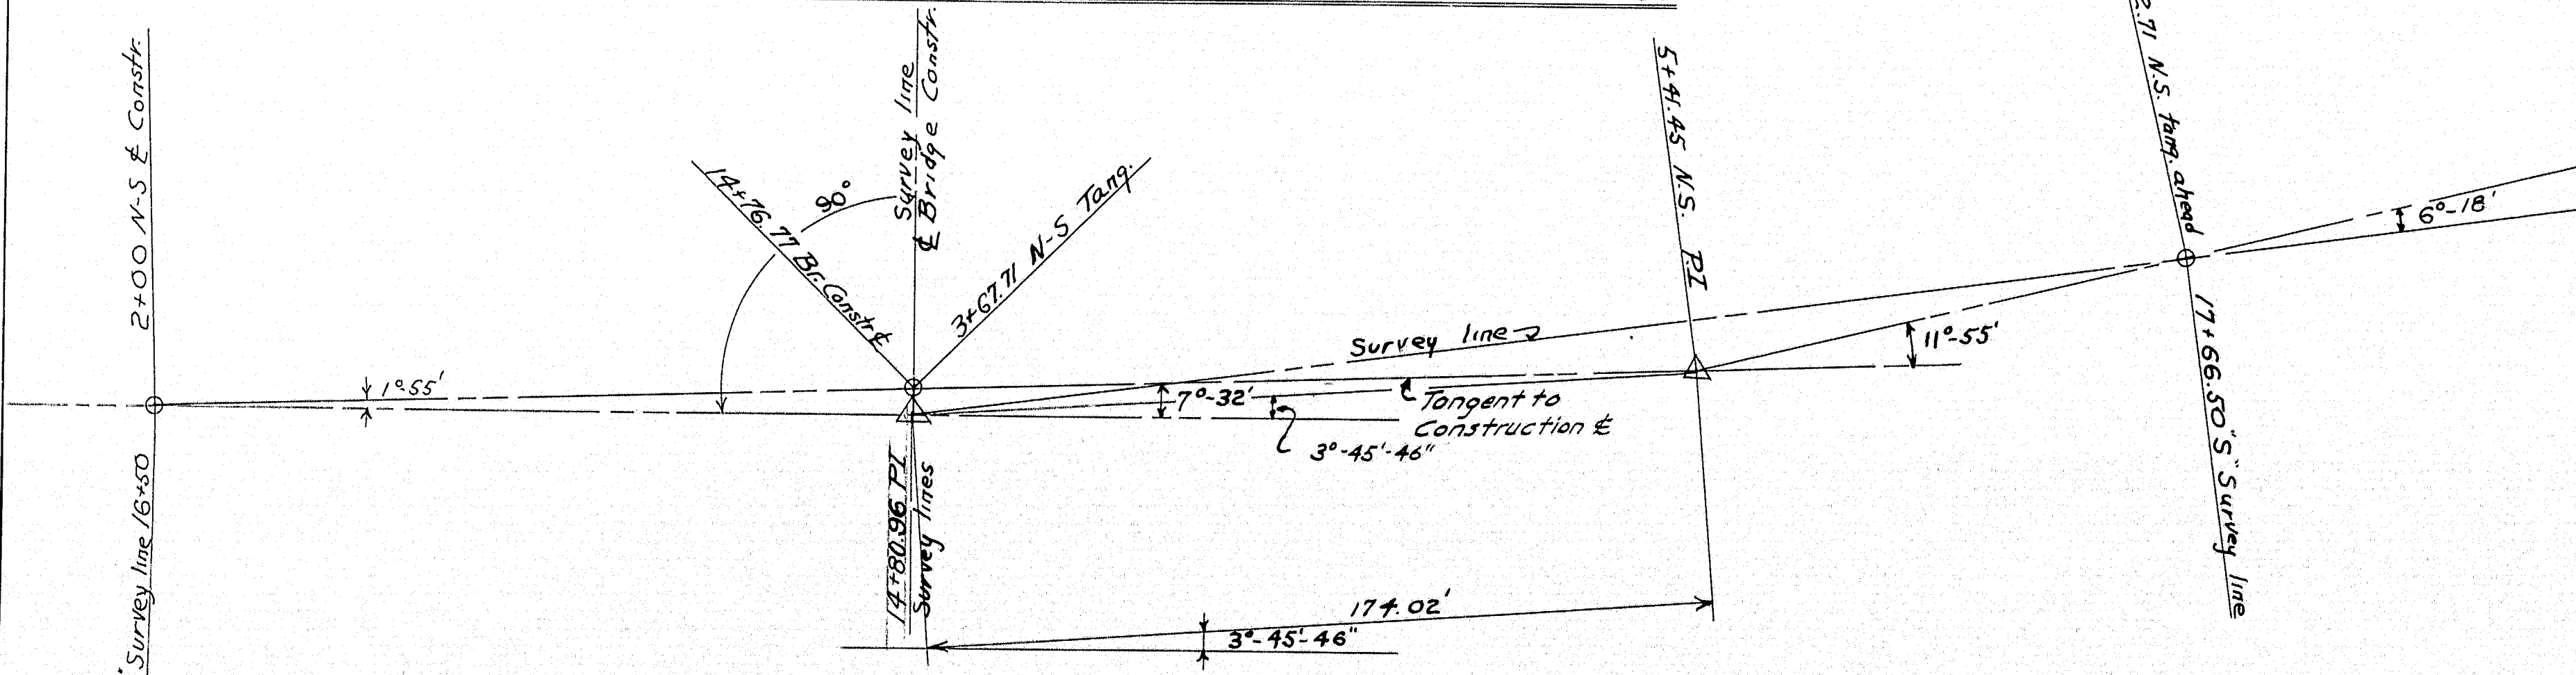 2+00 N-S ℄ Constr.
Survey line 16+50
1°-55'
14+76.77 Br. Constr ℄
90°
Survey line
℄ Bridge Constr.
3+67.71 N-S Tang.
14+80.96 PI
Survey lines
7°-32'
3°-45'-46"
Survey line
Tangent to
Construction ℄
174.02'
3°-45'-46"
5+41.45 N.S. P.I
11°-55'
2.71 N.S. tang. ahead
17+66.50 "S" Survey line
6°-18'